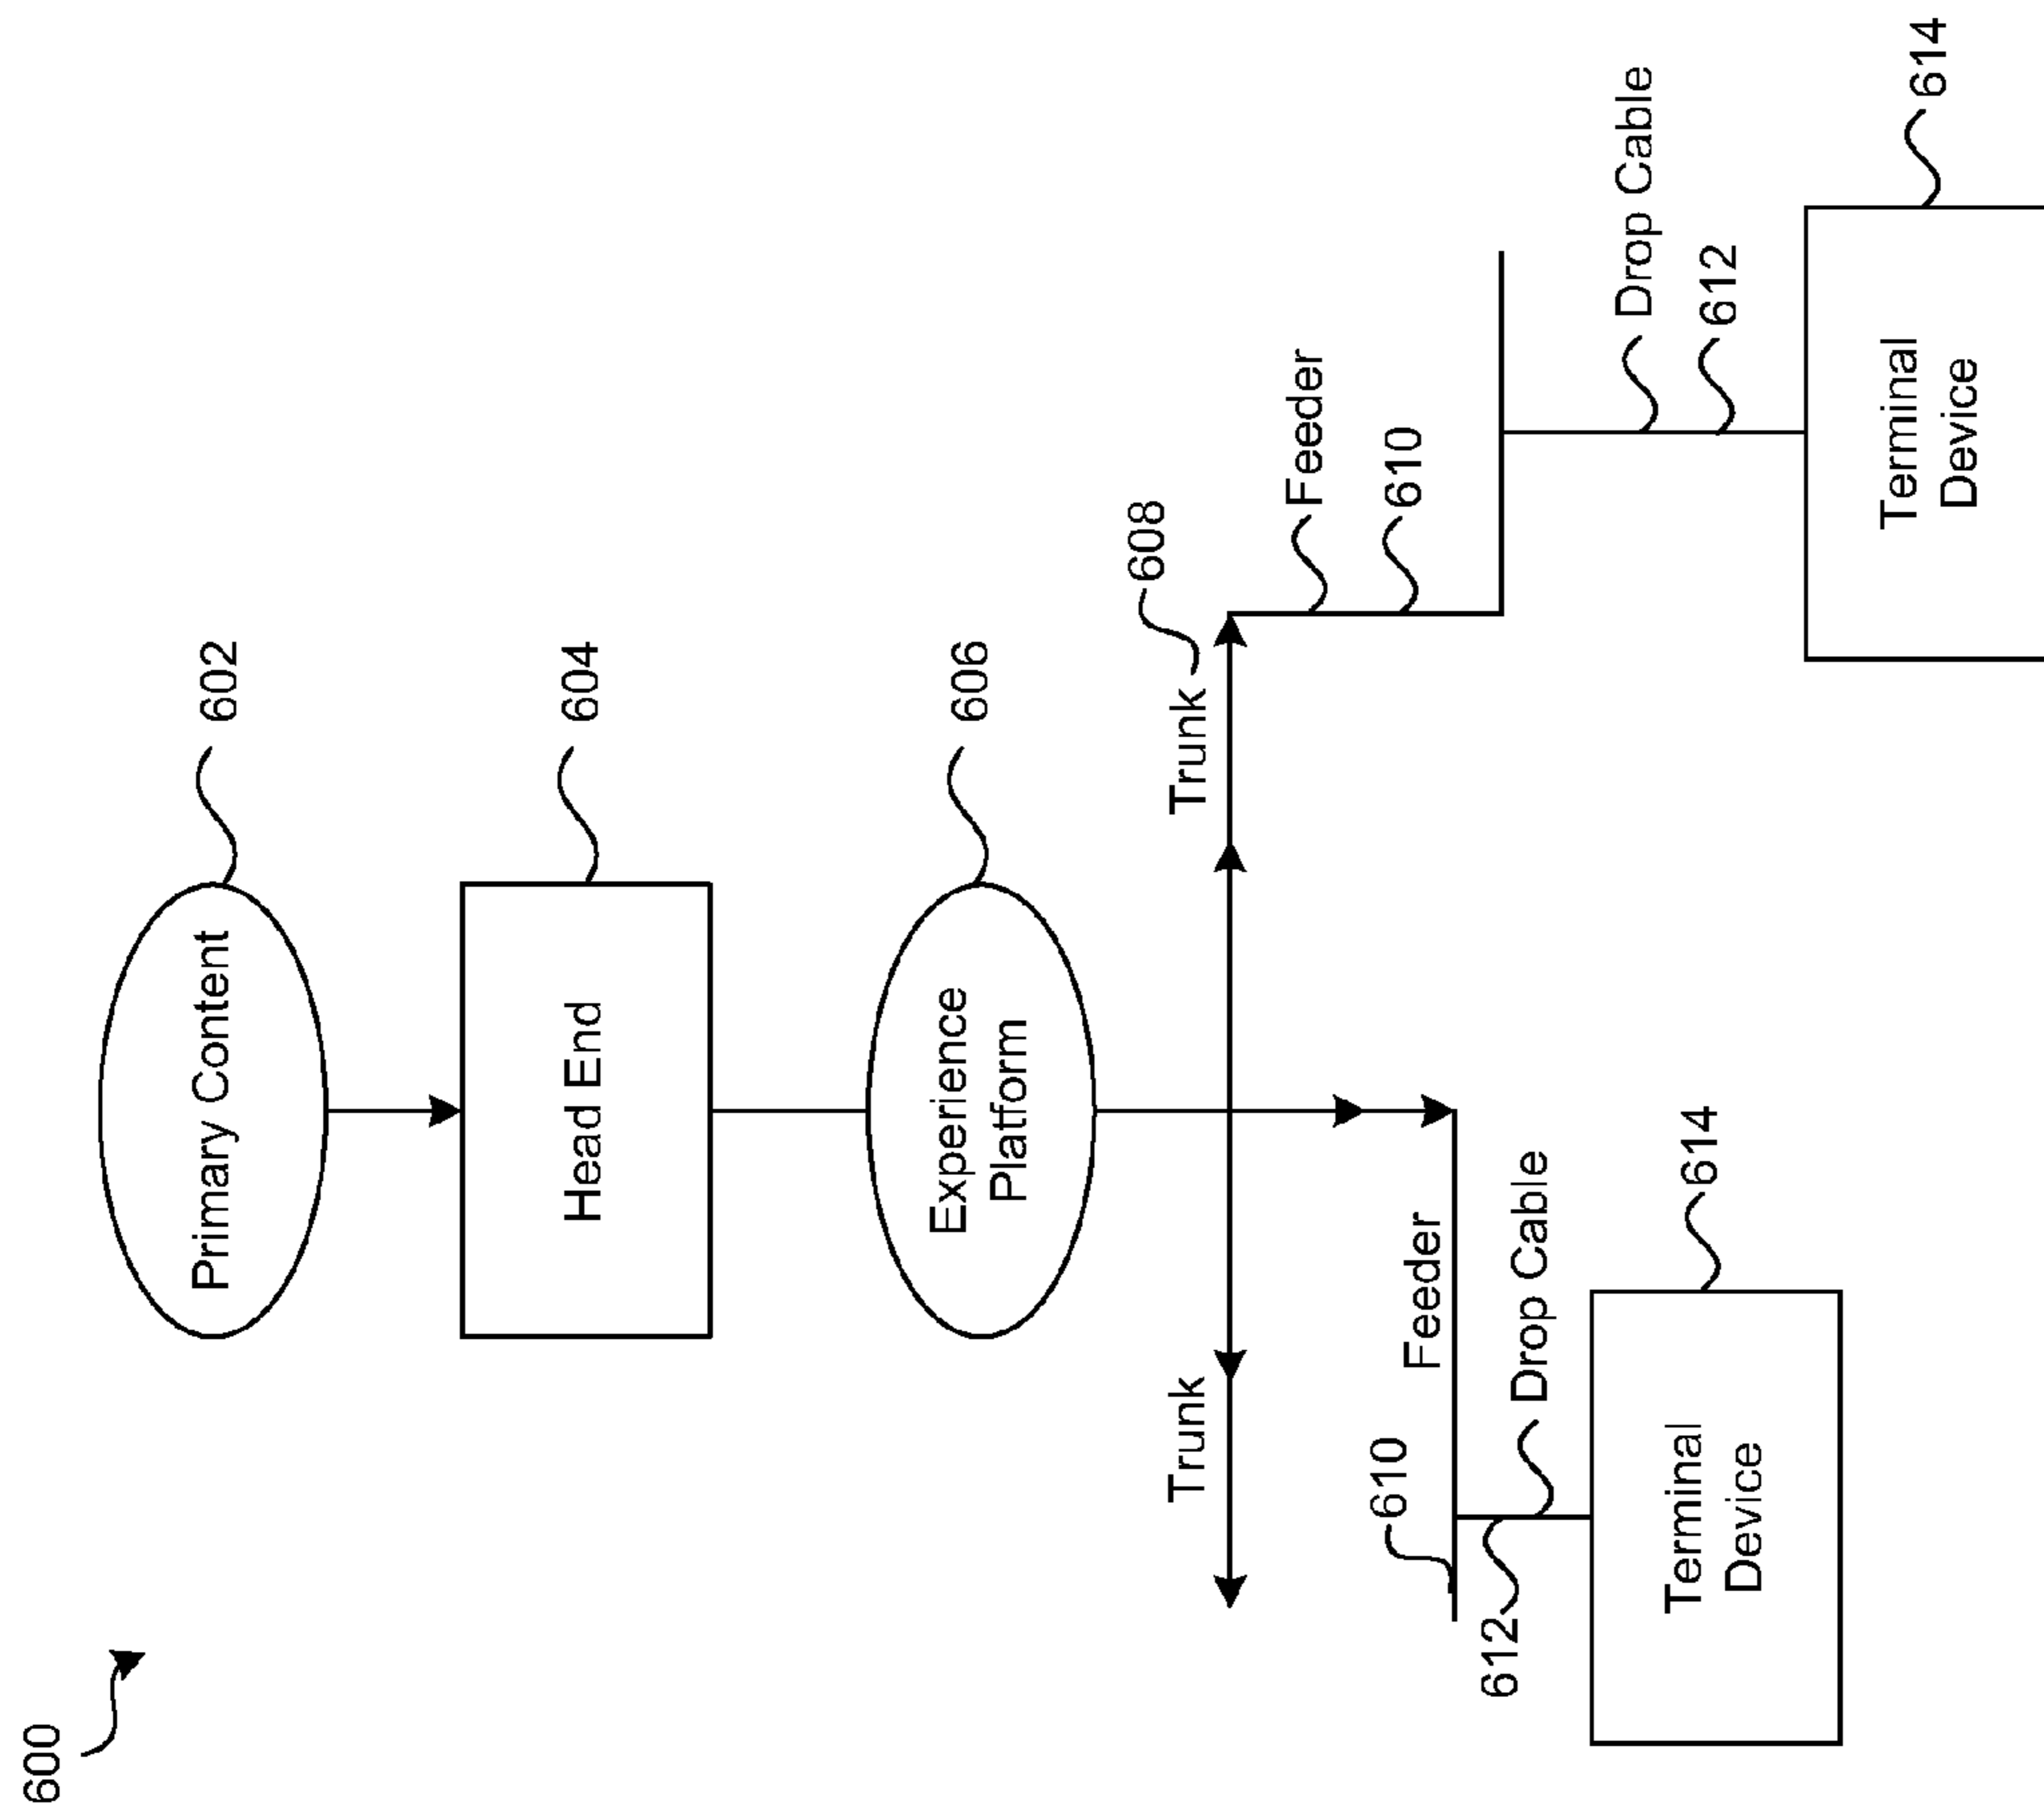 600
Primary Content
602
Head End
604
Experience
Platform
606
Trunk
Trunk
608
Feeder
610
Feeder
610
Drop Cable
612
Drop Cable
612
Terminal
Device
614
Terminal
Device
614